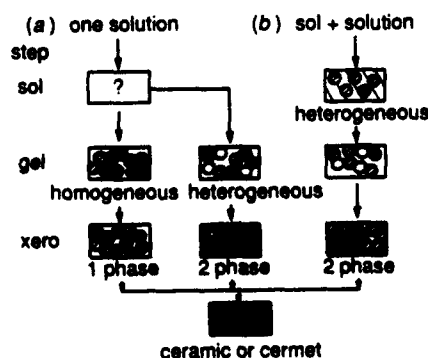 (a) one solution (b) sol + solution
step
sol ?
heterogeneous
gel
homogeneous heterogeneous
xero
1 phase 2 phase 2 phase
ceramic or cermet